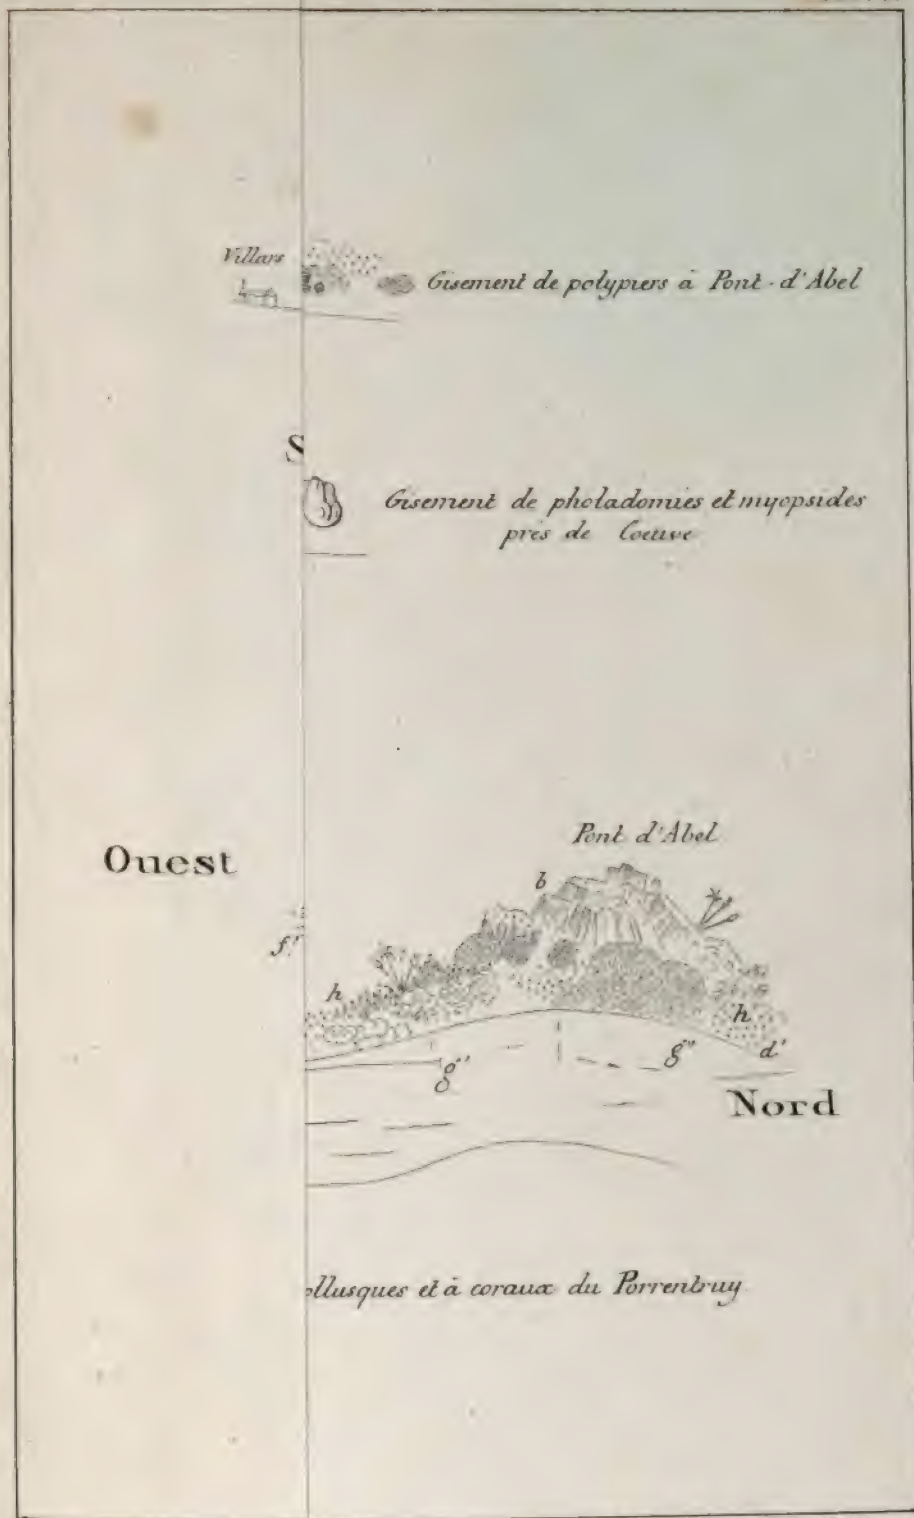 Villars
Gisement de polypiers à Pont-d'Abel
S
Gisement de pholadomies et myopsides
près de Coeuve
Pont d'Abel
Ouest
b
f'
h
h
g'
g"
d'
Nord
ollusques et à coraux du Porrentruy